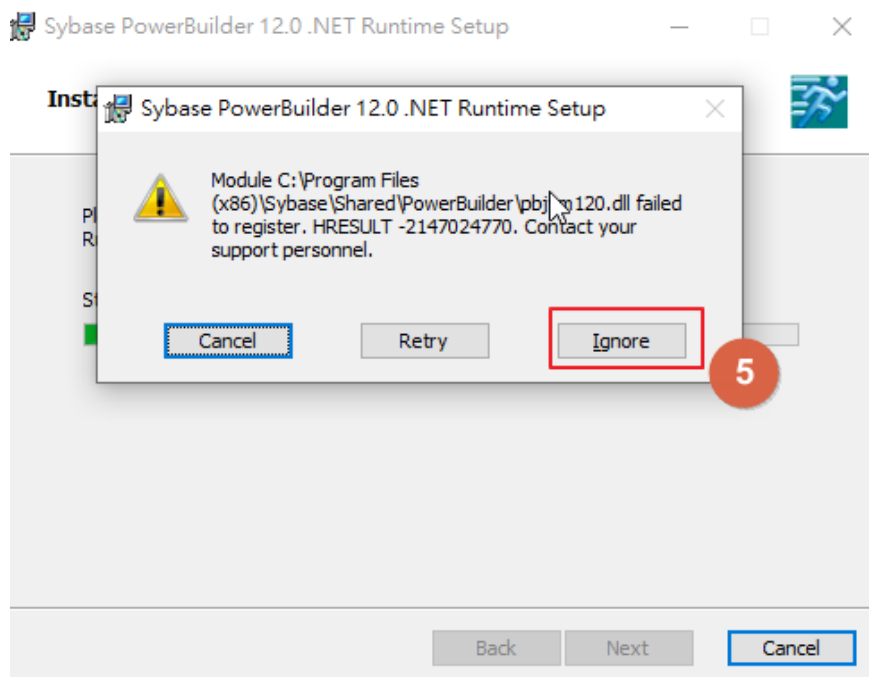 Sybase PowerBuilder 12.0 .NET Runtime Setup
Insta
Sybase PowerBuilder 12.0 .NET Runtime Setup
Module C:\Program Files
(x86)\Sybase\Shared\PowerBuilder\ 120.dll failed
to register. HRESULT -2147024770. Contact your
support personnel.
Cancel
Retry
Ignore
5
Back
Next
Cancel